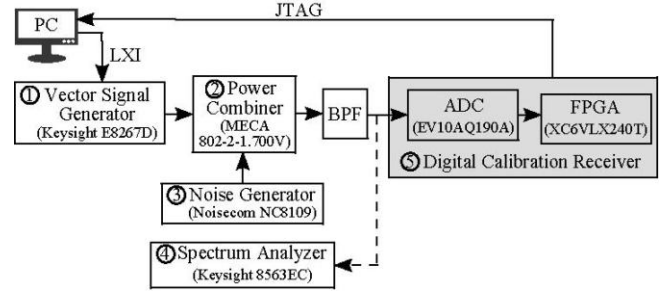 JTAG
PC
LXI
① Vector Signal
Generator
(Keysight E8267D)
② Power
Combiner
(MECA
802-2-1.700V)
BPF
ADC
(EV10AQ190A)
FPGA
(XC6VLX240T)
⑤ Digital Calibration Receiver
③ Noise Generator
(Noisecom NC8109)
④ Spectrum Analyzer
(Keysight 8563EC)